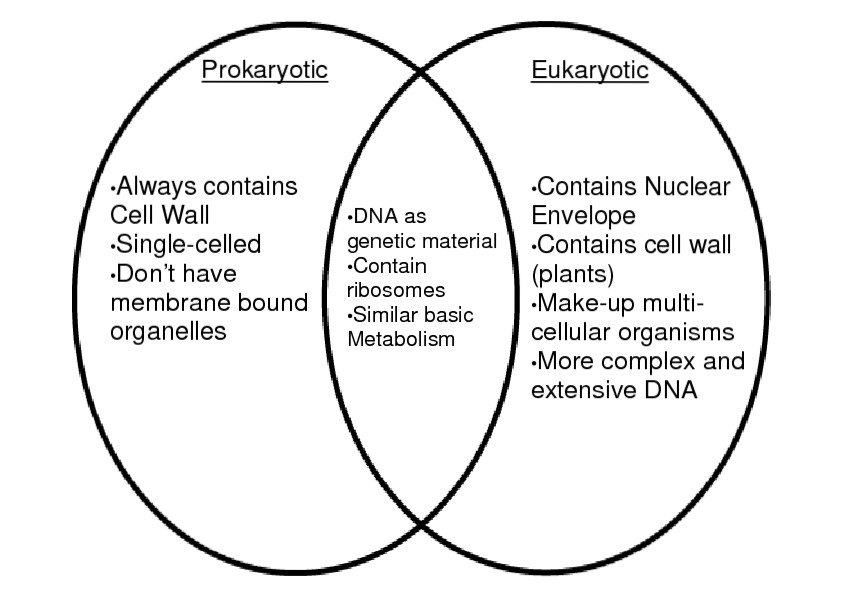 Prokaryotic
•Always contains
Cell Wall
•Single-celled
•Don't have
membrane bound
organelles
•DNA as
genetic material
•Contain
ribosomes
•Similar basic
Metabolism
Eukaryotic
•Contains Nuclear
Envelope
•Contains cell wall
(plants)
•Make-up multi-
cellular organisms
•More complex and
extensive DNA